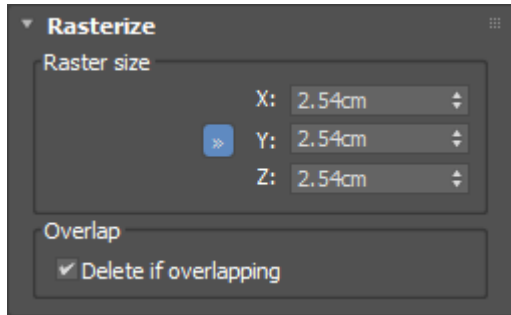 Rasterize
Raster size
X: 2.54cm
» Y: 2.54cm
Z: 2.54cm
Overlap
Delete if overlapping